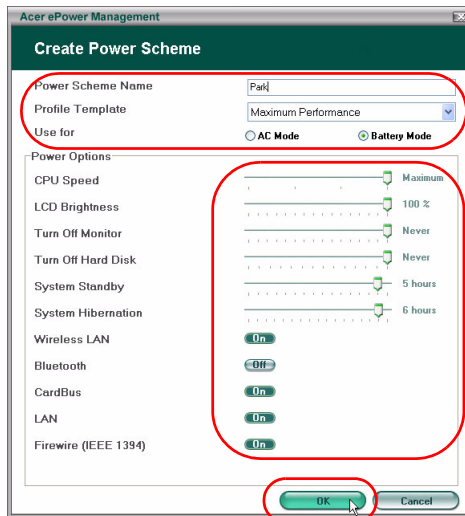 Acer ePower Management
Create Power Scheme
Power Scheme Name Park
Profile Template Maximum Performance
Use for AC Mode Battery Mode
Power Options
CPU Speed Maximum
LCD Brightness 100 %
Turn Off Monitor Never
Turn Off Hard Disk Never
System Standby 5 hours
System Hibernation 6 hours
Wireless LAN On
Bluetooth Off
CardBus On
LAN On
Firewire (IEEE 1394) On
OK Cancel